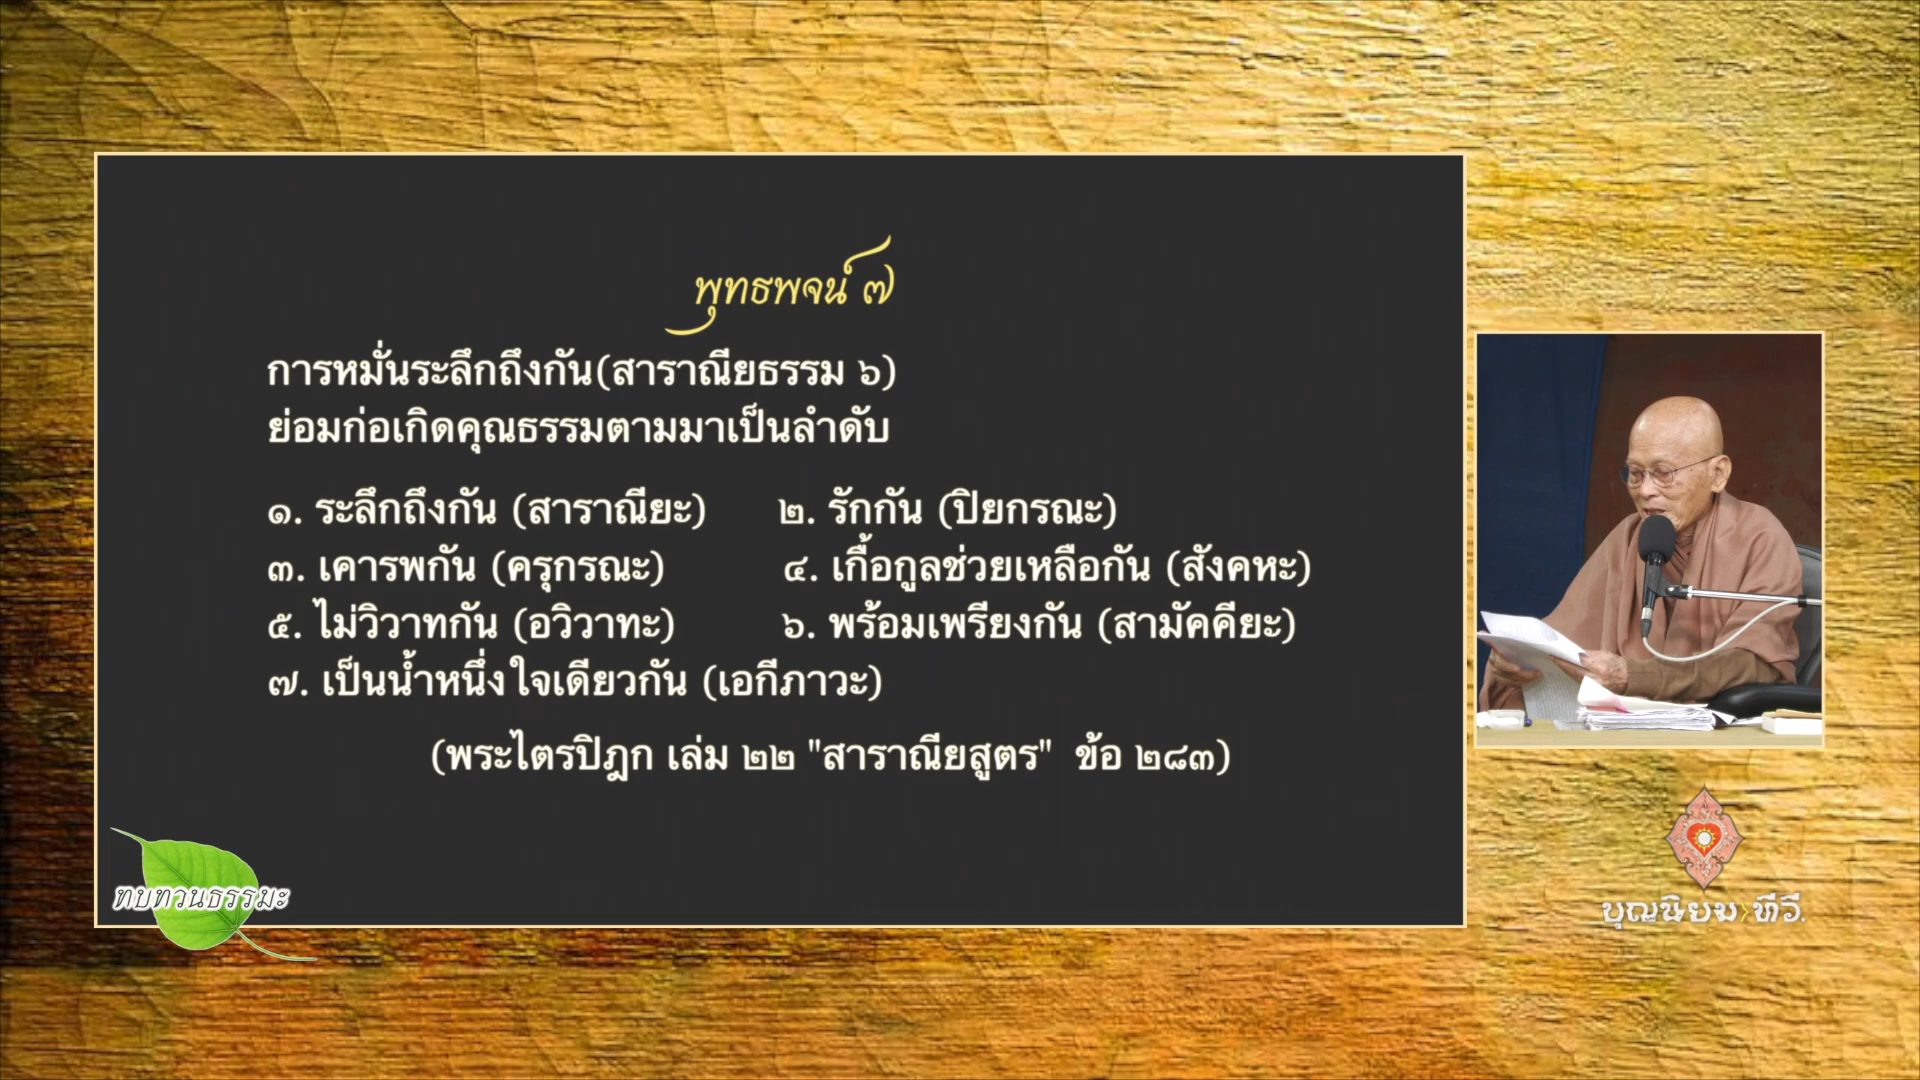 พุทธพจน์ ๗
การหมั่นระลึกถึงกัน(สาราณียธรรม ๖)
ย่อมก่อเกิดคุณธรรมตามมาเป็นลำดับ
๑. ระลึกถึงกัน (สาราณียะ) ๒. รักกัน (ปิยกรณะ)
๓. เคารพกัน (ครุกรณะ) ๔. เกื้อกูลช่วยเหลือกัน (สังคหะ)
๕. ไม่วิวาทกัน (อวิวาทะ) ๖. พร้อมเพรียงกัน (สามัคคียะ)
๗. เป็นน้ำหนึ่งใจเดียวกัน (เอกีภาวะ)
(พระไตรปิฎก เล่ม ๒๒ "สาราณียสูตร" ข้อ ๒๘๓)
ทบทวนธรรมะ
บุญนิยม ทีวี.